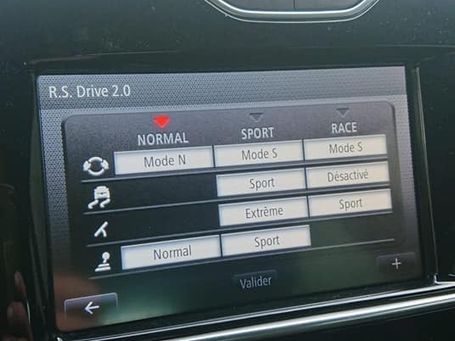 R.S. Drive 2.0
NORMAL SPORT RACE
Mode N Mode S Mode S
Sport Désactivé
Extrême Sport
Normal Sport
Valider